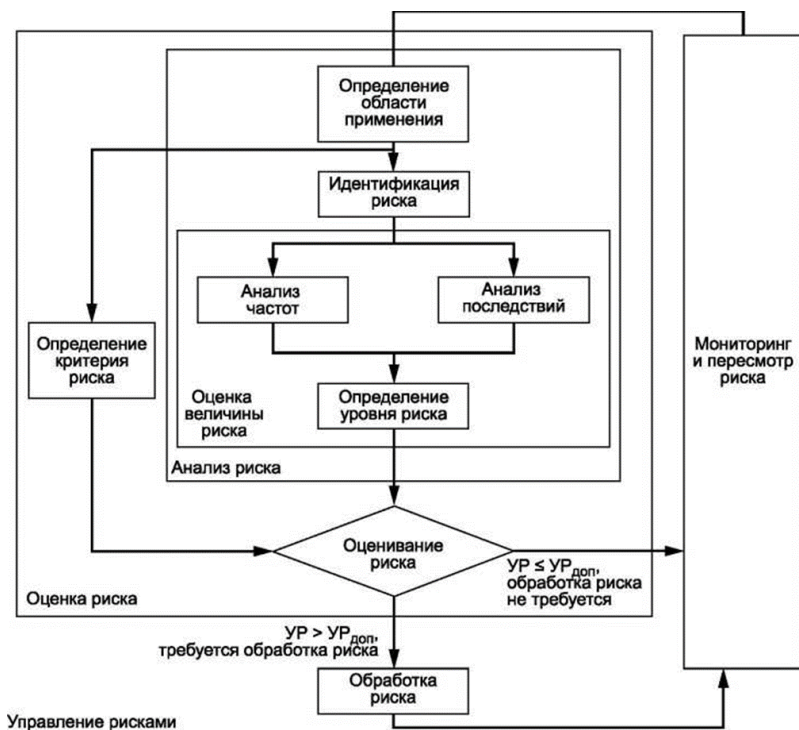 Определение
области
применения
Идентификация
риска
Анализ
частот
Анализ
последствий
Определение
критерия
риска
Мониторинг
и пересмотр
риска
Оценка
величины
риска
Определение
уровня риска
Анализ риска
Оценивание
риска
УР ≤ УРдоп,
обработка риска
не требуется
Оценка риска
УР > УРдоп,
требуется обработка риска
Обработка
риска
Управление рисками